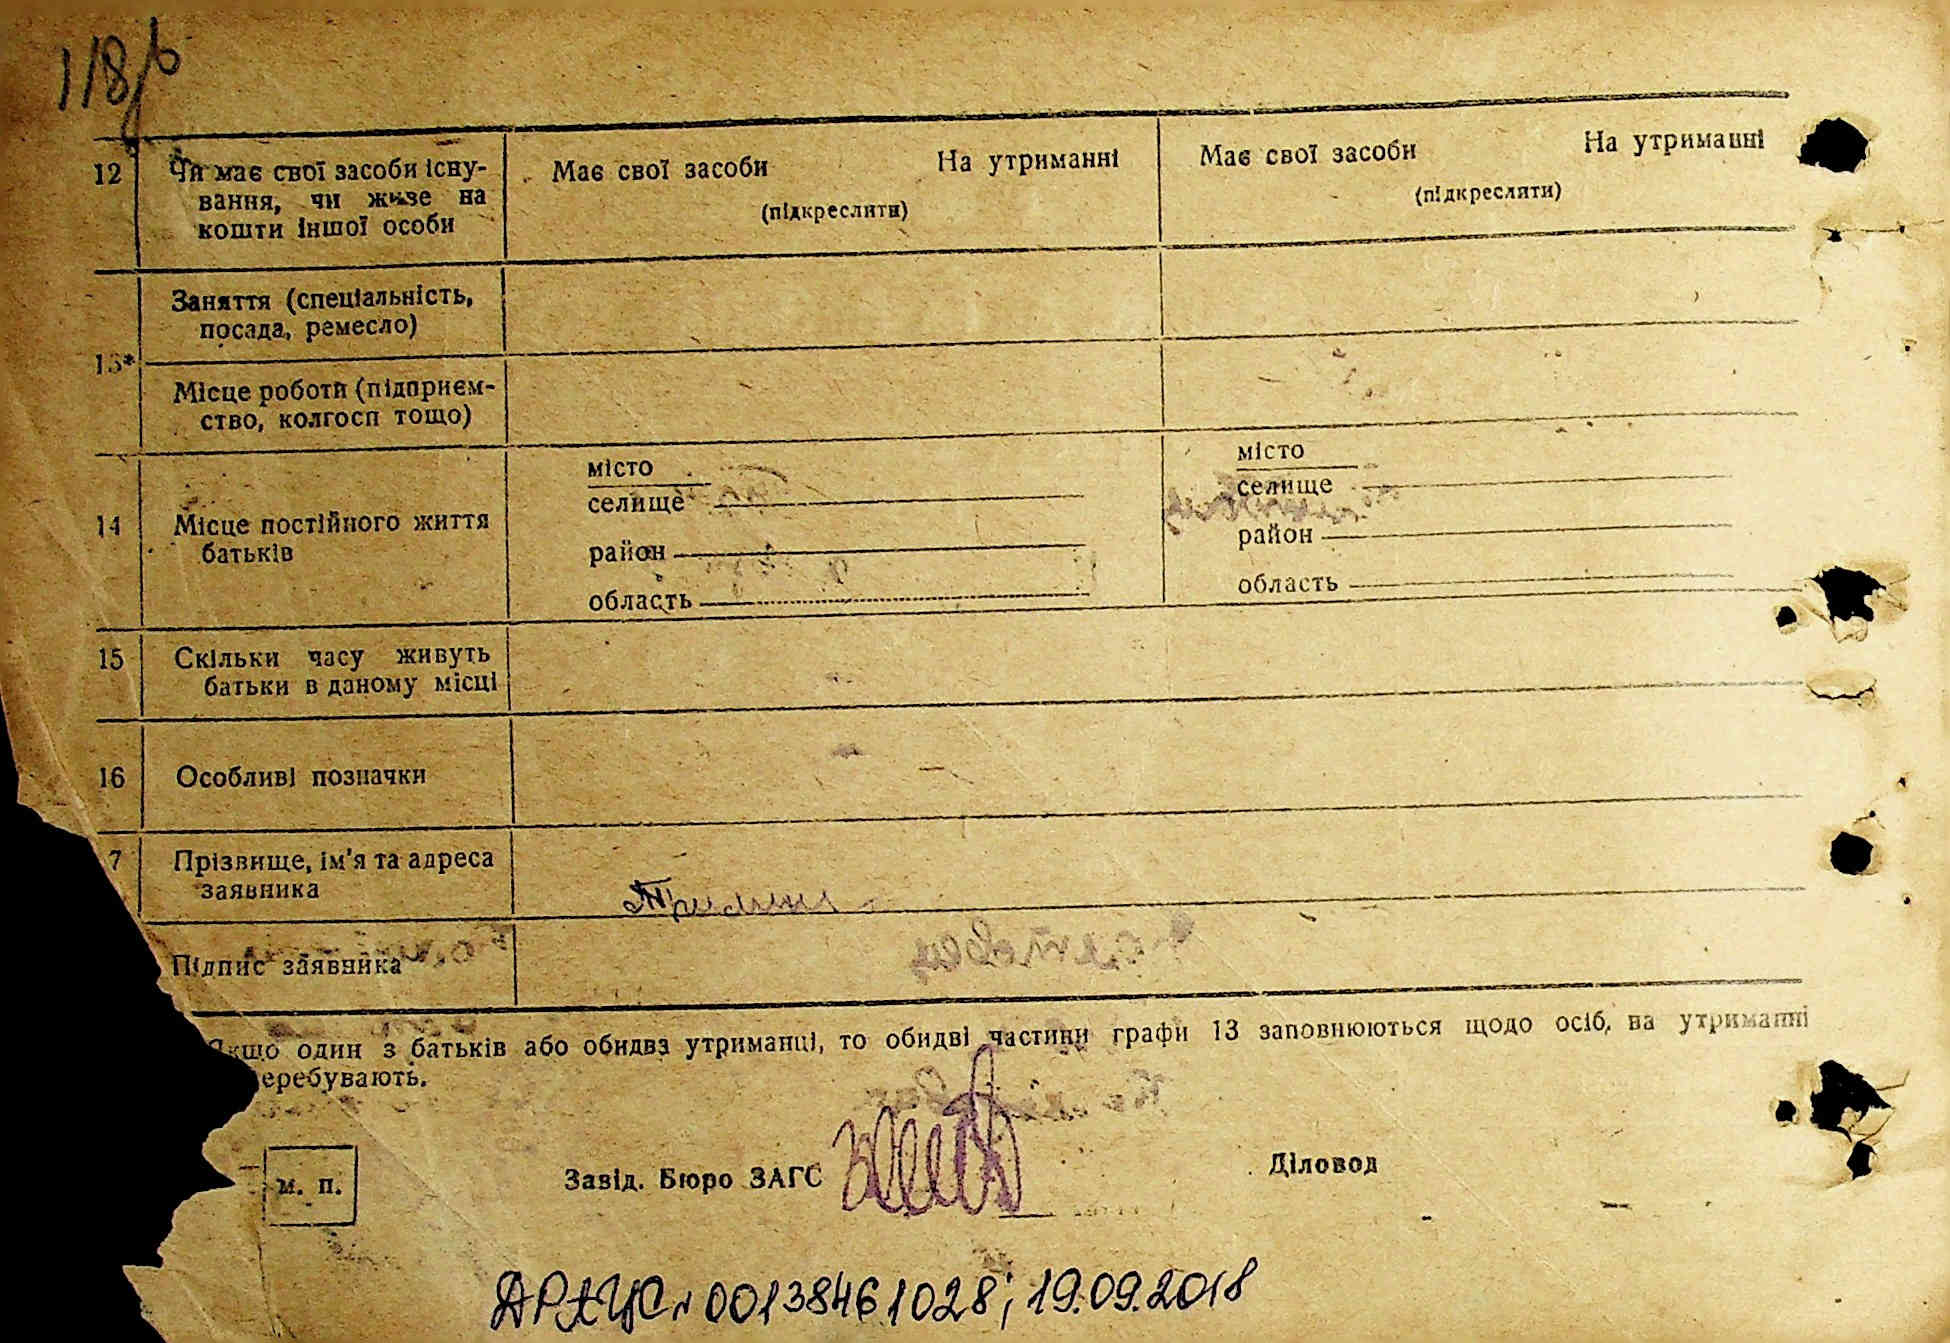 12 Чи має свої засоби існу-
вання, чи живе на
кошти іншої особи
Має свої засоби На утриманні
(підкреслити)
Має свої засоби На утриманні
(підкреслити)
13*
Заняття (спеціальність,
посада, ремесло)
Місце роботи (підприєм-
ство, колгосп тощо)
14 Місце постійного життя
батьків
місто
селище
район
область
місто
селище
район
область
15 Скільки часу живуть
батьки в даному місці
16 Особливі позначки
7 Прізвище, ім'я та адреса
заявника
Підпис заявника
Якщо один з батьків або обидва утриманці, то обидві частини графи 13 заповнюються щодо осіб, на утриманні
еребувають.
М. П.
Завід. Бюро ЗАГС
Діловод
ДРАЦС 00138461028; 19.09.2018